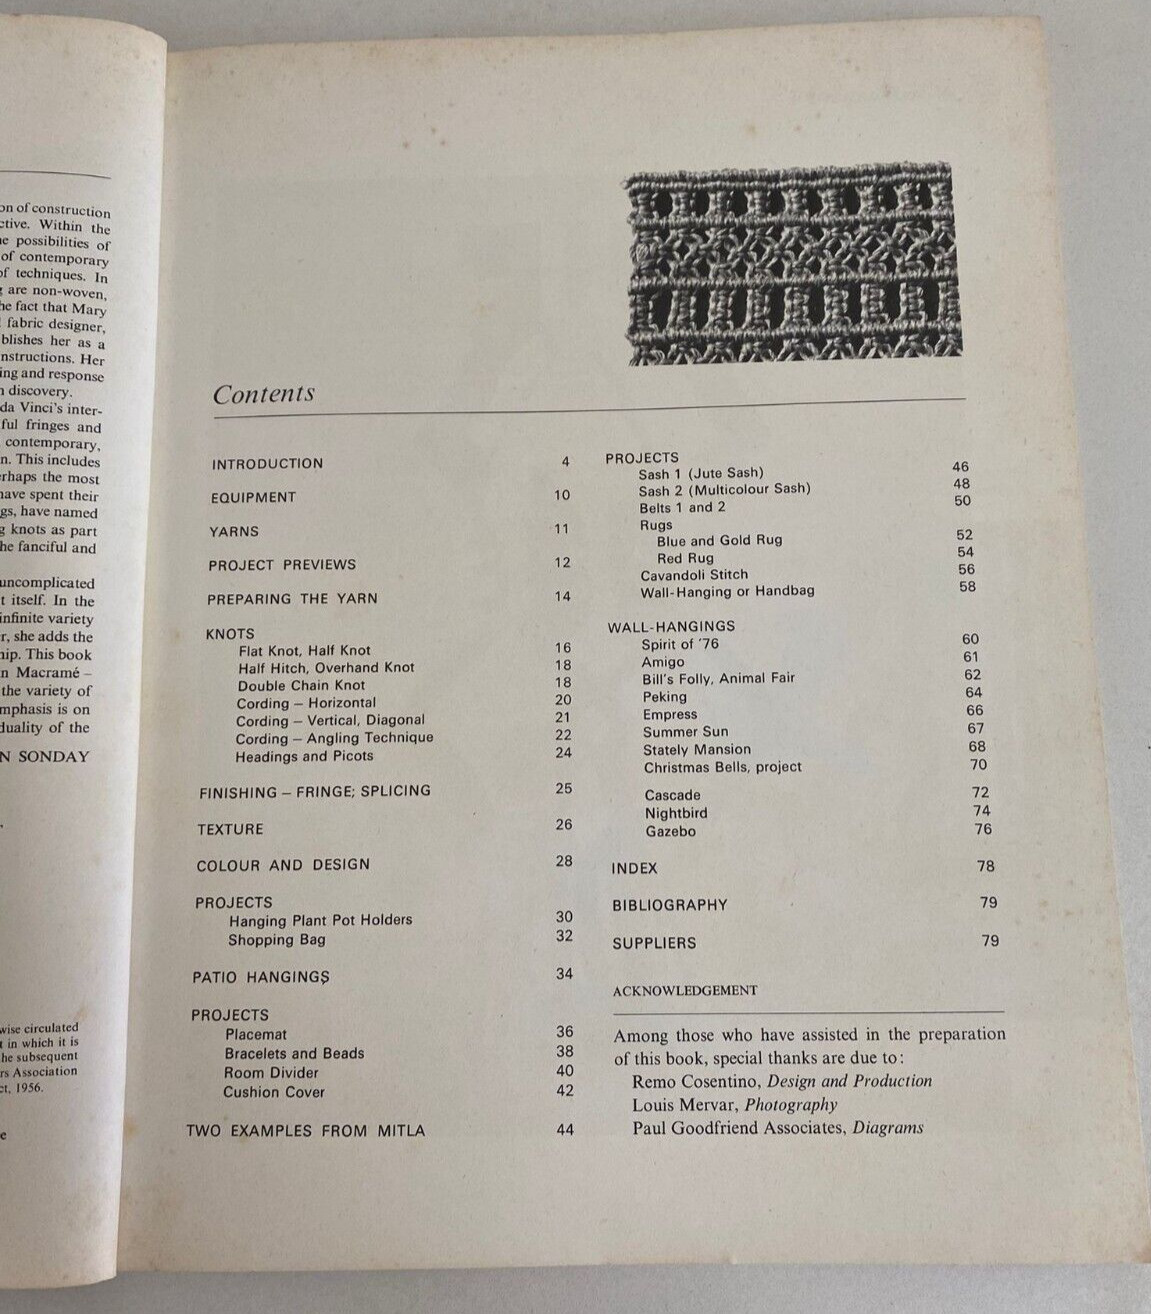 on of construction
ctive. Within the
e possibilities of
of contemporary
of techniques. In
are non-woven,
he fact that Mary
fabric designer,
blishes her as a
nstructions. Her
ing and response
discovery.
da Vinci's inter-
ful fringes and
contemporary,
n. This includes
rhaps the most
have spent their
gs, have named
g knots as part
he fanciful and
uncomplicated
t itself. In the
infinite variety
r, she adds the
hip. This book
n Macramé –
the variety of
mphasis is on
duality of the
N SONDAY
wise circulated
t in which it is
he subsequent
rs Association
ct, 1956.
e
Contents
INTRODUCTION 4
EQUIPMENT 10
YARNS 11
PROJECT PREVIEWS 12
PREPARING THE YARN 14
KNOTS
Flat Knot, Half Knot 16
Half Hitch, Overhand Knot 18
Double Chain Knot 18
Cording – Horizontal 20
Cording – Vertical, Diagonal 21
Cording – Angling Technique 22
Headings and Picots 24
FINISHING – FRINGE; SPLICING 25
TEXTURE 26
COLOUR AND DESIGN 28
PROJECTS
Hanging Plant Pot Holders 30
Shopping Bag 32
PATIO HANGINGS 34
PROJECTS
Placemat 36
Bracelets and Beads 38
Room Divider 40
Cushion Cover 42
TWO EXAMPLES FROM MITLA 44
PROJECTS
Sash 1 (Jute Sash) 46
Sash 2 (Multicolour Sash) 48
Belts 1 and 2 50
Rugs
Blue and Gold Rug 52
Red Rug 54
Cavandoli Stitch 56
Wall-Hanging or Handbag 58
WALL-HANGINGS
Spirit of '76 60
Amigo 61
Bill's Folly, Animal Fair 62
Peking 64
Empress 66
Summer Sun 67
Stately Mansion 68
Christmas Bells, project 70
Cascade 72
Nightbird 74
Gazebo 76
INDEX 78
BIBLIOGRAPHY 79
SUPPLIERS 79
ACKNOWLEDGEMENT
Among those who have assisted in the preparation
of this book, special thanks are due to:
Remo Cosentino, Design and Production
Louis Mervar, Photography
Paul Goodfriend Associates, Diagrams